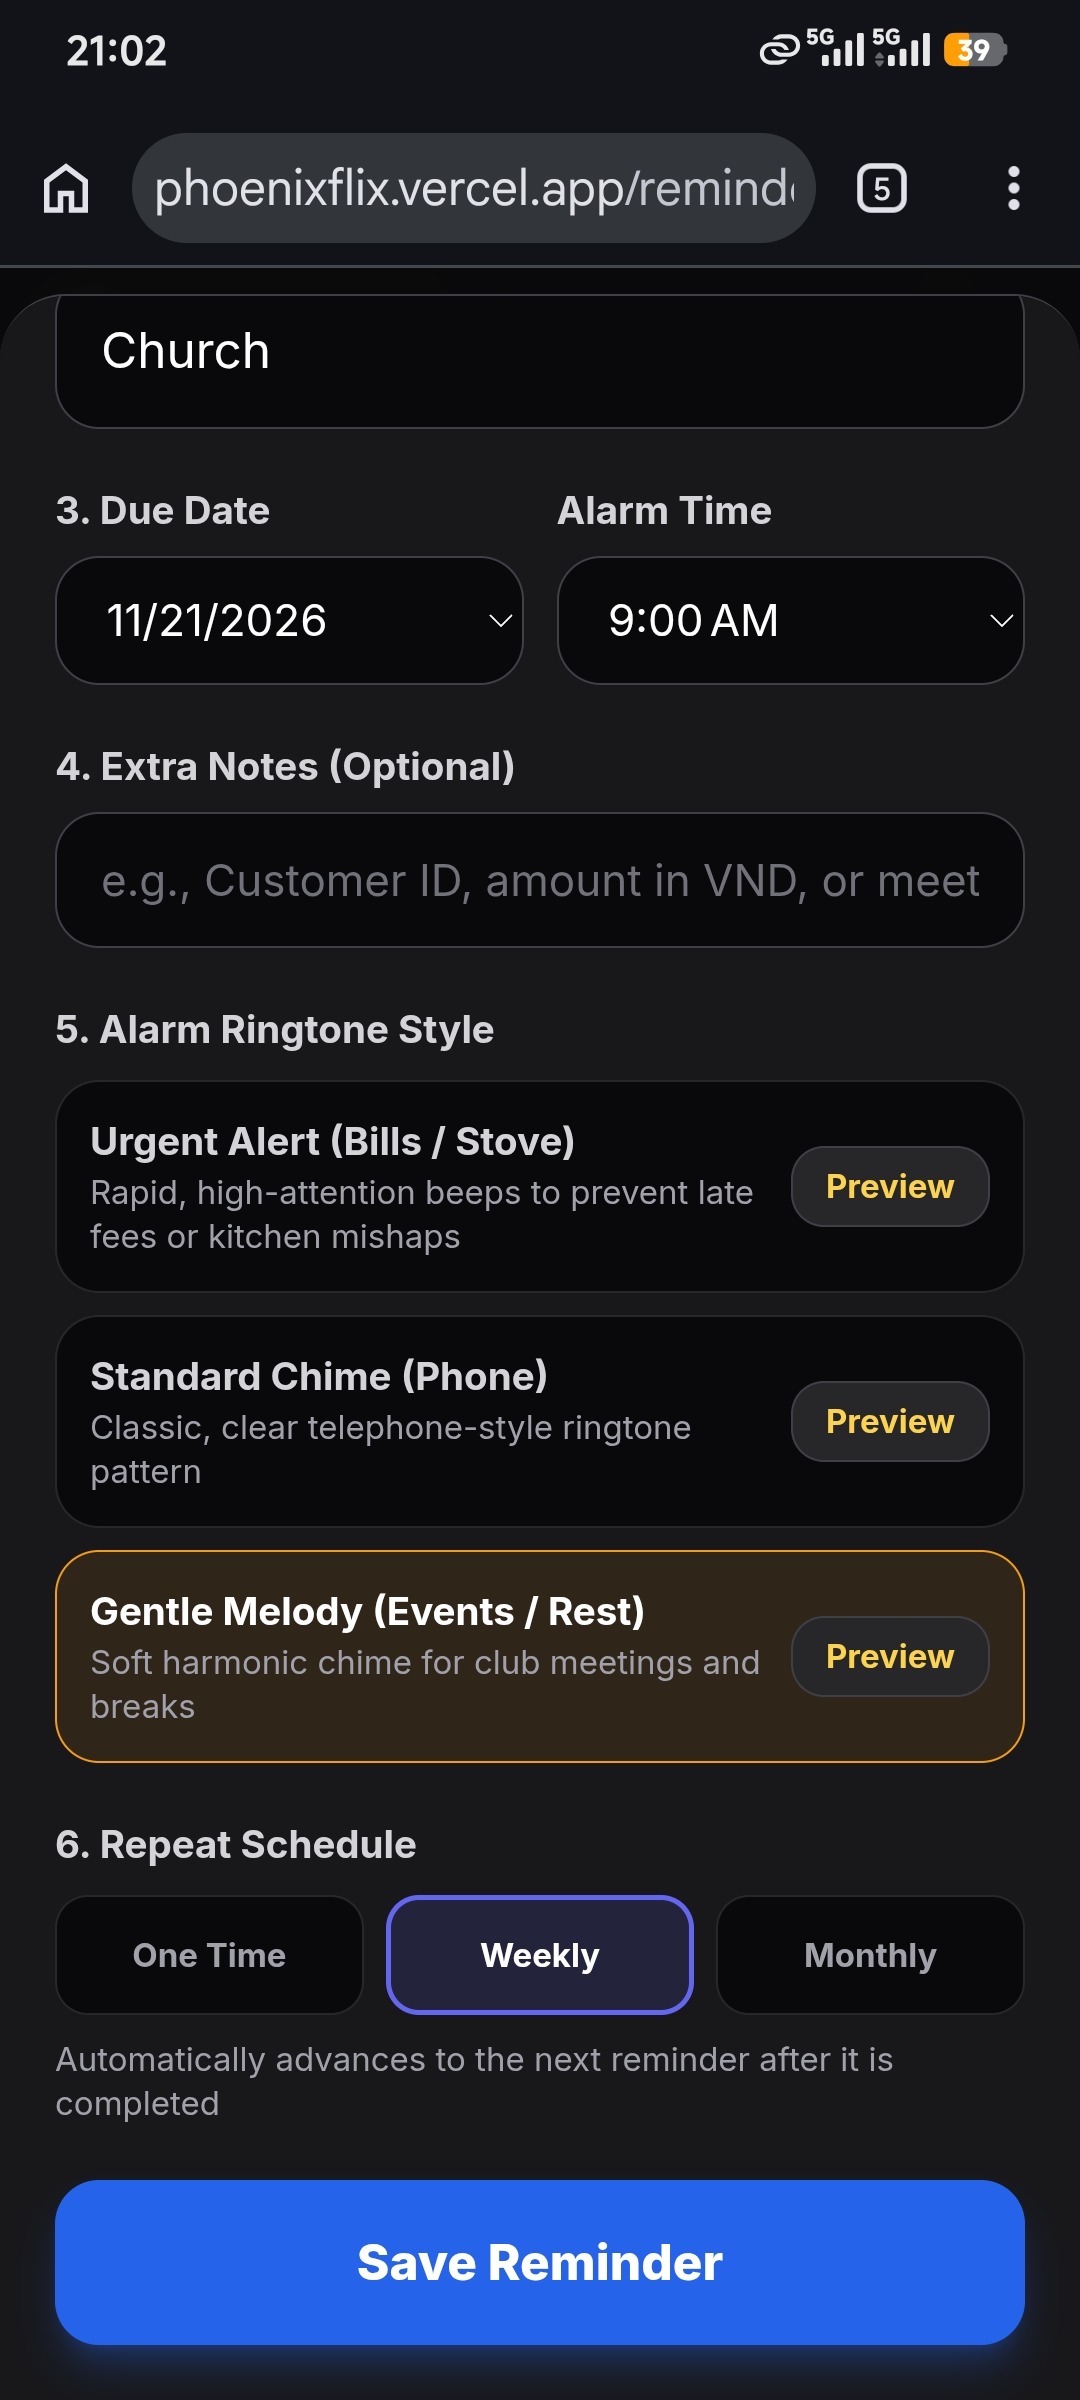 21:02
5G 5G 39
phoenixflix.vercel.app/remind
5
Church
3. Due Date
Alarm Time
11/21/2026
9:00 AM
4. Extra Notes (Optional)
e.g., Customer ID, amount in VND, or meet
5. Alarm Ringtone Style
Urgent Alert (Bills / Stove)
Rapid, high-attention beeps to prevent late
fees or kitchen mishaps
Preview
Standard Chime (Phone)
Classic, clear telephone-style ringtone
pattern
Preview
Gentle Melody (Events / Rest)
Soft harmonic chime for club meetings and
breaks
Preview
6. Repeat Schedule
One Time
Weekly
Monthly
Automatically advances to the next reminder after it is
completed
Save Reminder